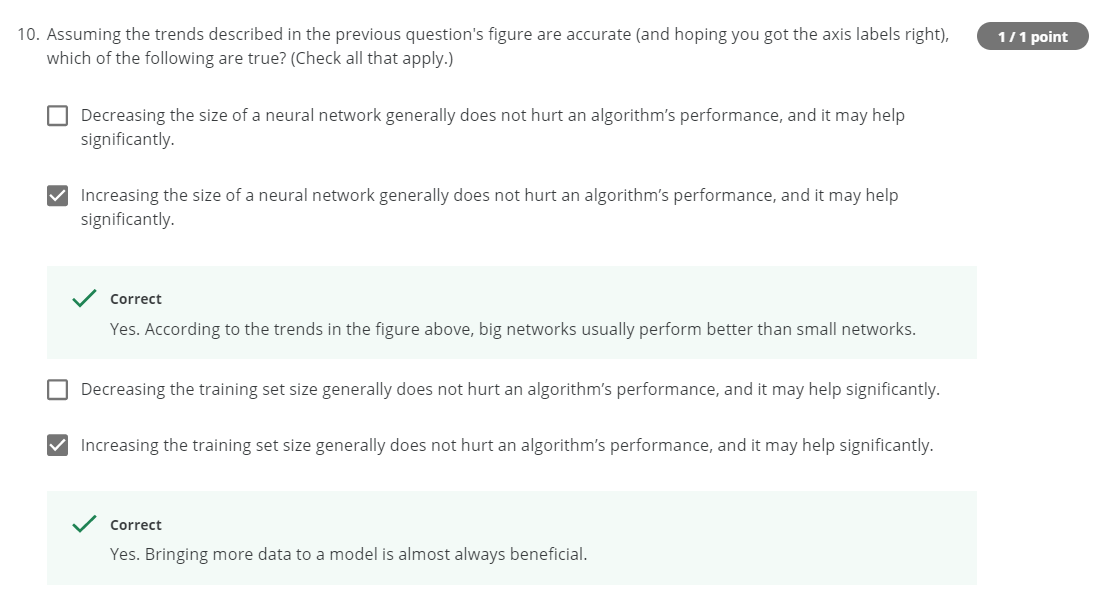 10. Assuming the trends described in the previous question's figure are accurate (and hoping you got the axis labels right),
1 / 1 point
which of the following are true? (Check all that apply.)
Decreasing the size of a neural network generally does not hurt an algorithm’s performance, and it may help
significantly.
Increasing the size of a neural network generally does not hurt an algorithm’s performance, and it may help
significantly.
Correct
Yes. According to the trends in the figure above, big networks usually perform better than small networks.
Decreasing the training set size generally does not hurt an algorithm’s performance, and it may help significantly.
Increasing the training set size generally does not hurt an algorithm’s performance, and it may help significantly.
Correct
Yes. Bringing more data to a model is almost always beneficial.